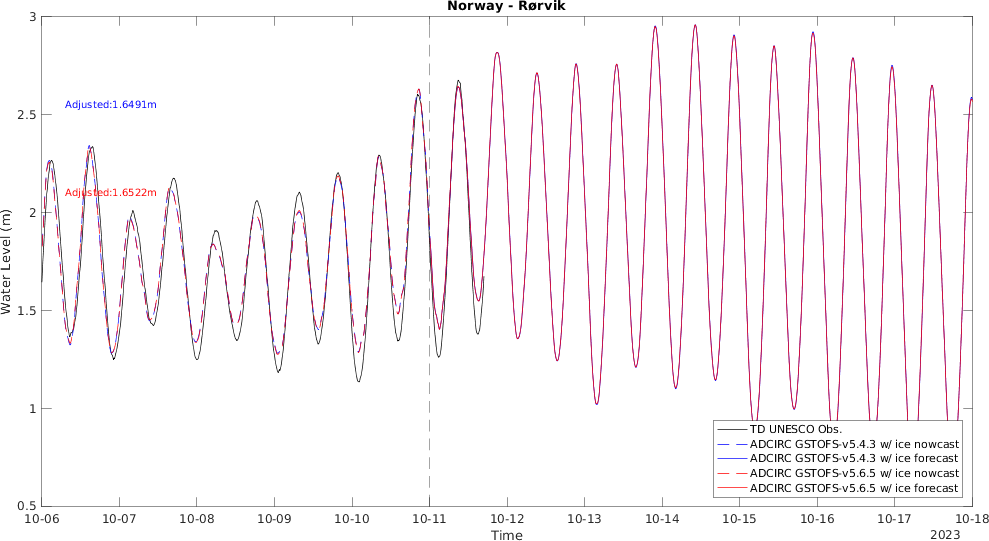 Norway - Rørvik
3
2.5
2
1.5
1
0.5
Water Level (m)
Adjusted:1.6491m
Adjusted:1.6522m
TD UNESCO Obs.
ADCIRC GSTOFS-v5.4.3 w/ ice nowcast
ADCIRC GSTOFS-v5.4.3 w/ ice forecast
ADCIRC GSTOFS-v5.6.5 w/ ice nowcast
ADCIRC GSTOFS-v5.6.5 w/ ice forecast
10-06 10-07 10-08 10-09 10-10 10-11 10-12 10-13 10-14 10-15 10-16 10-17 10-18
Time
2023